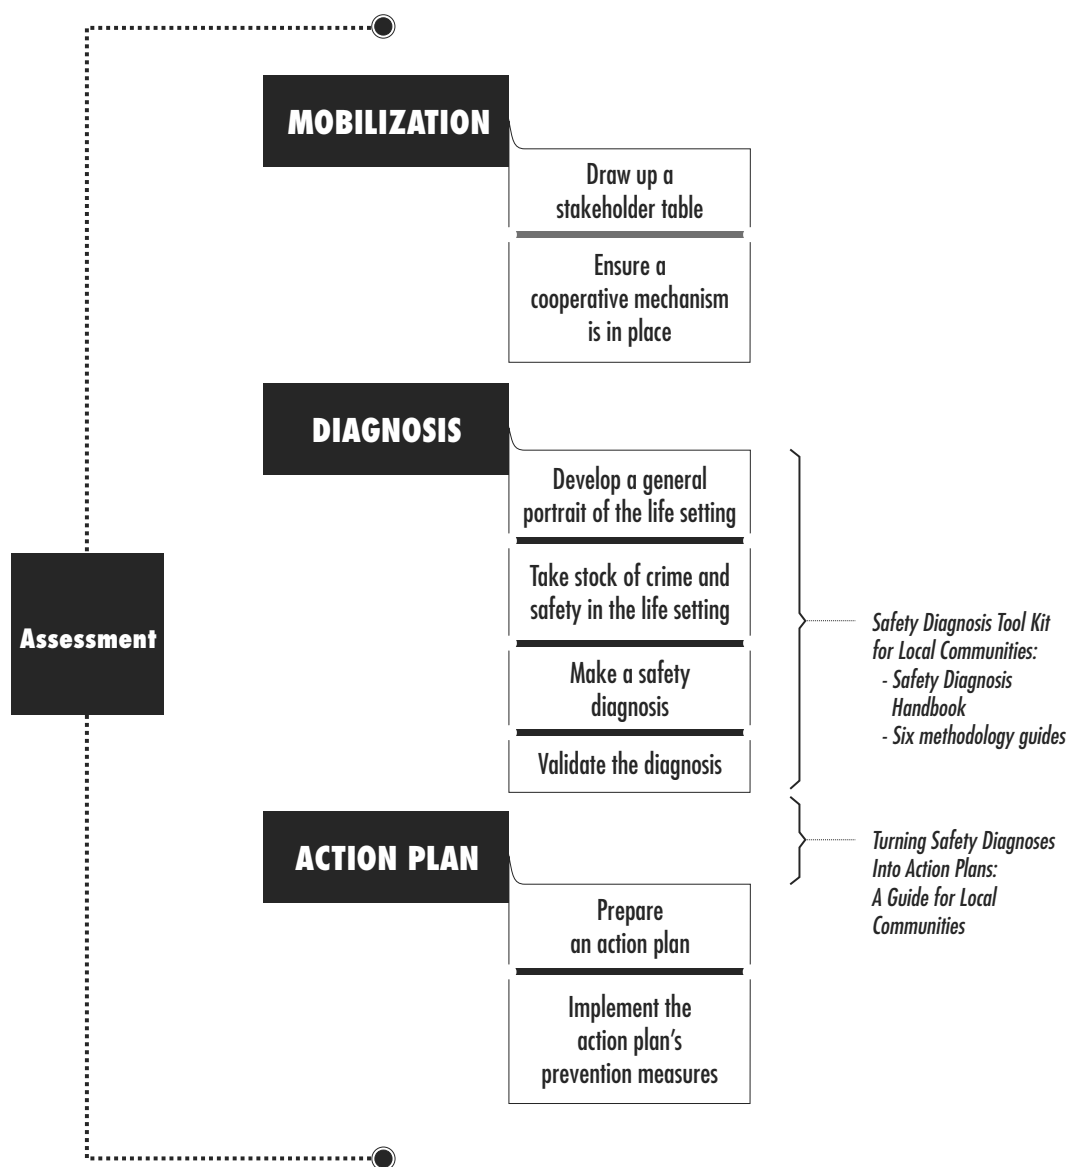 MOBILIZATION
Draw up a
stakeholder table
Ensure a
cooperative mechanism
is in place
DIAGNOSIS
Develop a general
portrait of the life setting
Take stock of crime and
safety in the life setting
Make a safety
diagnosis
Validate the diagnosis
Safety Diagnosis Tool Kit
for Local Communities:
- Safety Diagnosis
Handbook
- Six methodology guides
Assessment
ACTION PLAN
Prepare
an action plan
Implement the
action plan's
prevention measures
Turning Safety Diagnoses
Into Action Plans:
A Guide for Local
Communities